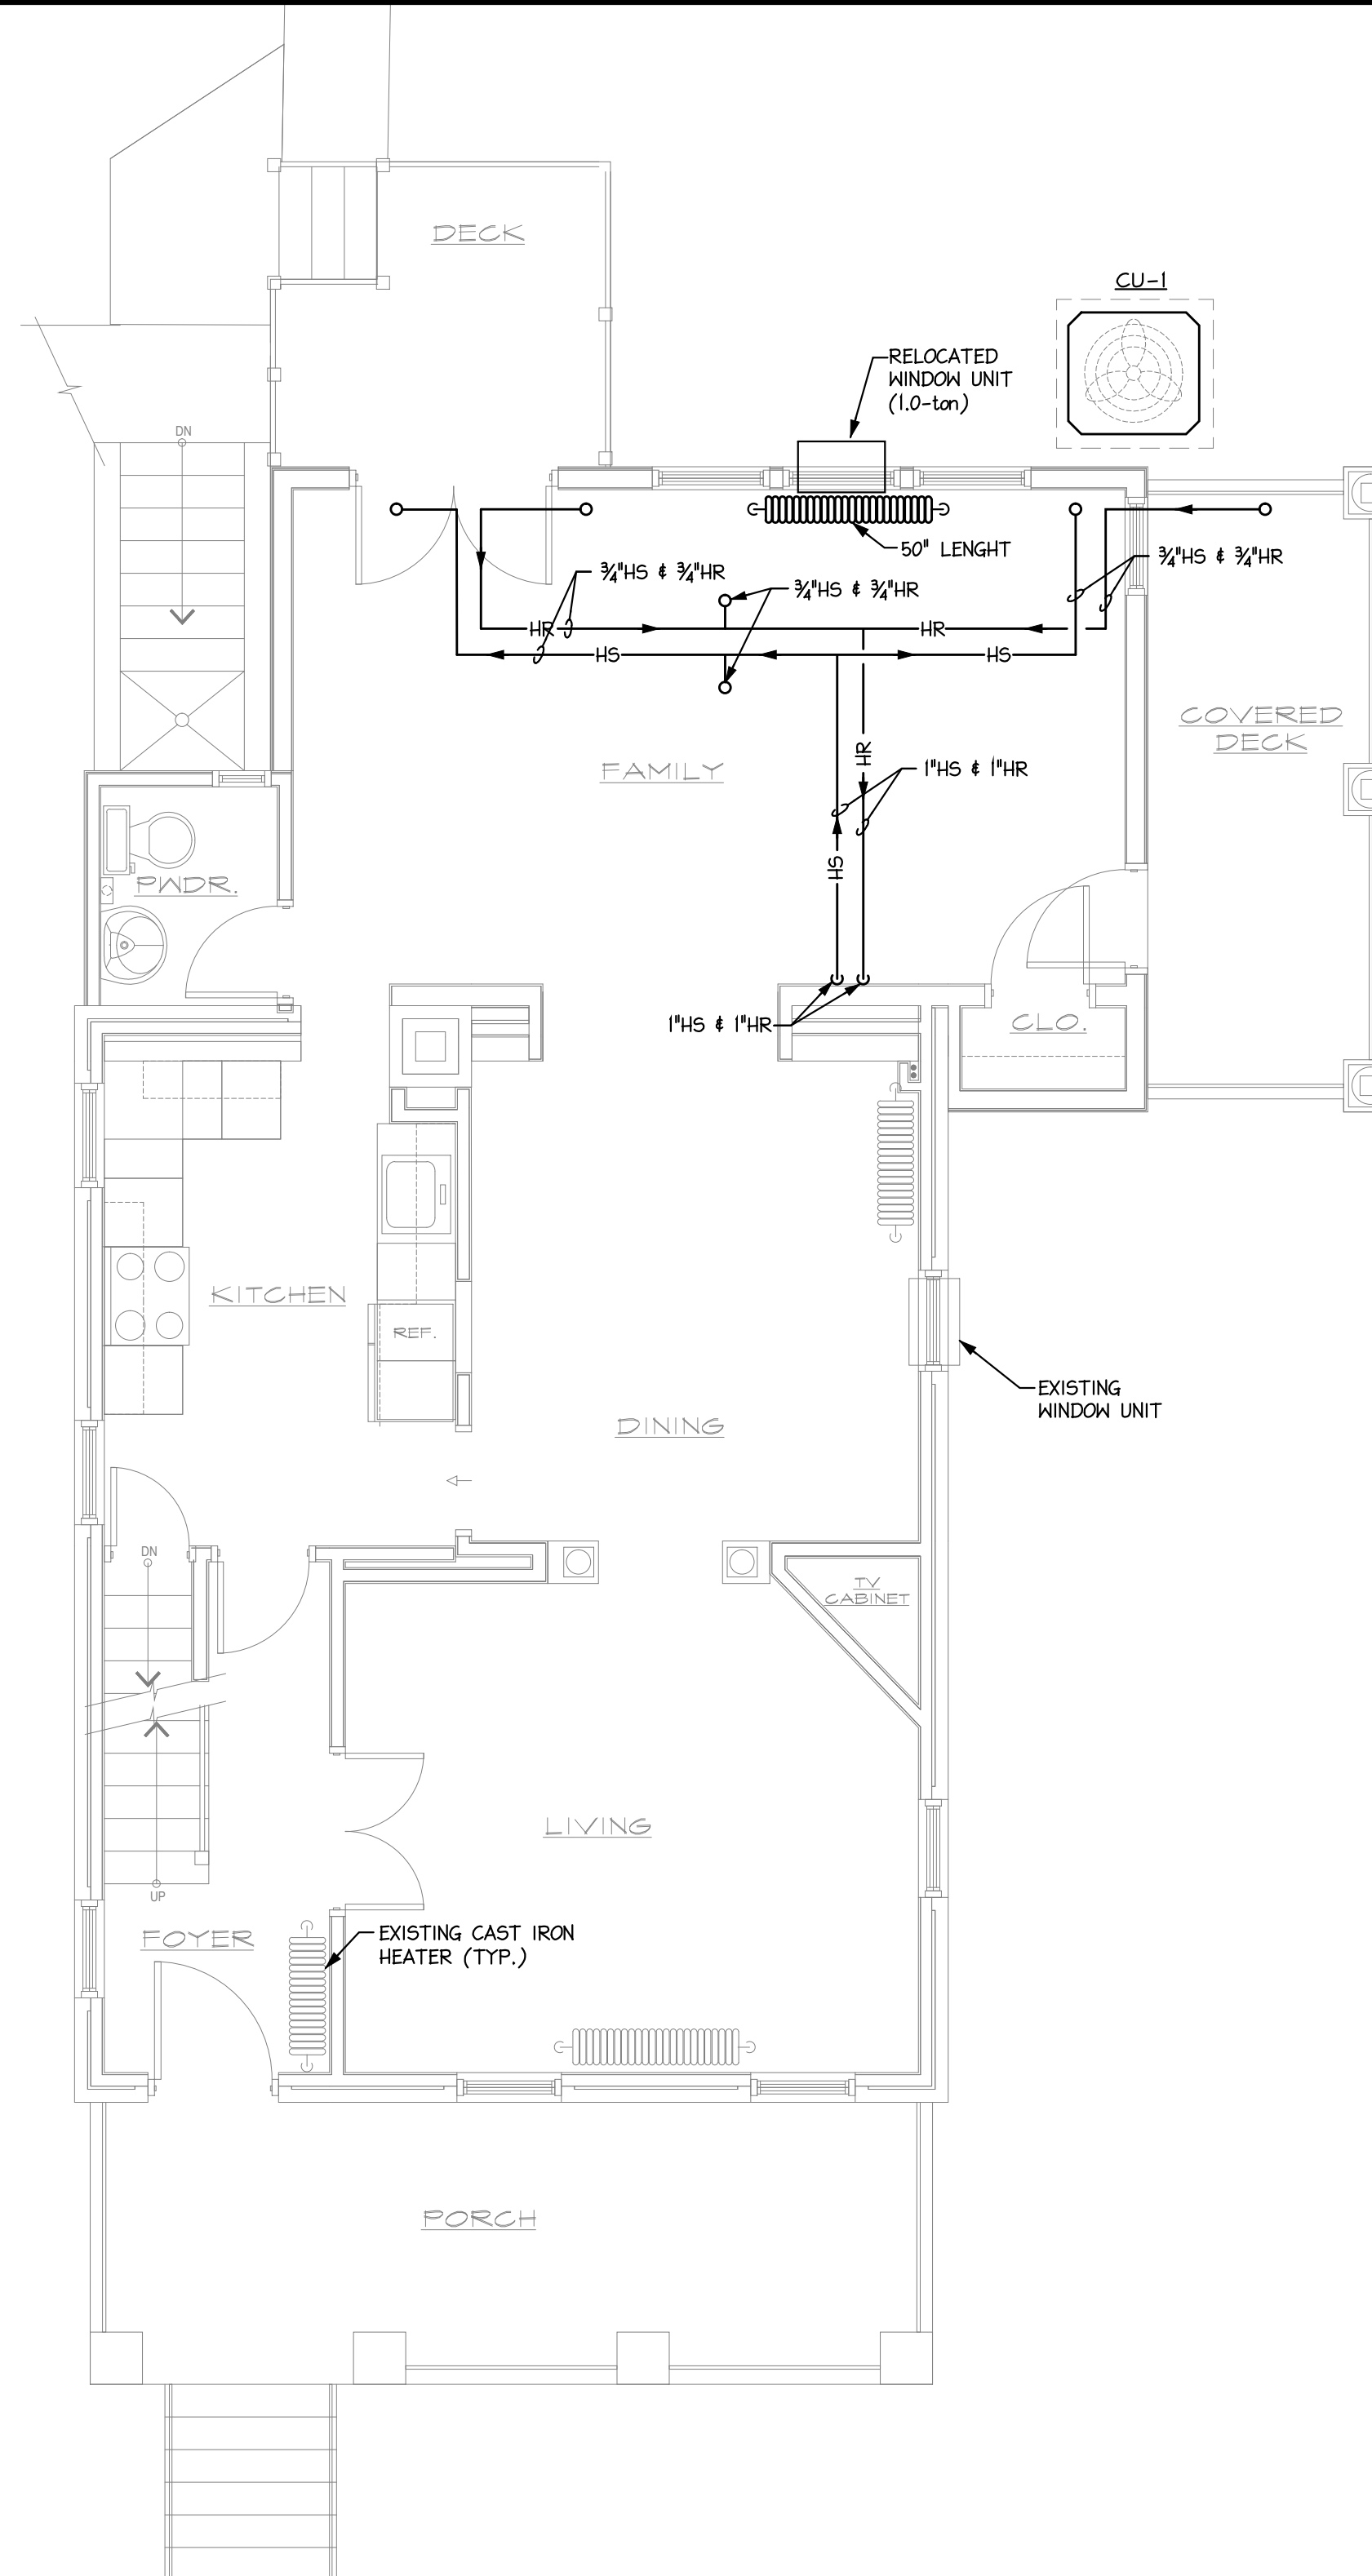 DECK
CU-1
RELOCATED
WINDOW UNIT
(1.0-ton)
DN
50" LENGHT
¾"HS & ¾"HR
¾"HS & ¾"HR
¾"HS & ¾"HR
HR
HR
HS
HS
COVERED
DECK
FAMILY
HR
1"HS & 1"HR
HS
PWDR.
1"HS & 1"HR
CLO.
KITCHEN
REF.
EXISTING
WINDOW UNIT
DINING
DN
TV
CABINET
LIVING
UP
FOYER
EXISTING CAST IRON
HEATER (TYP.)
PORCH